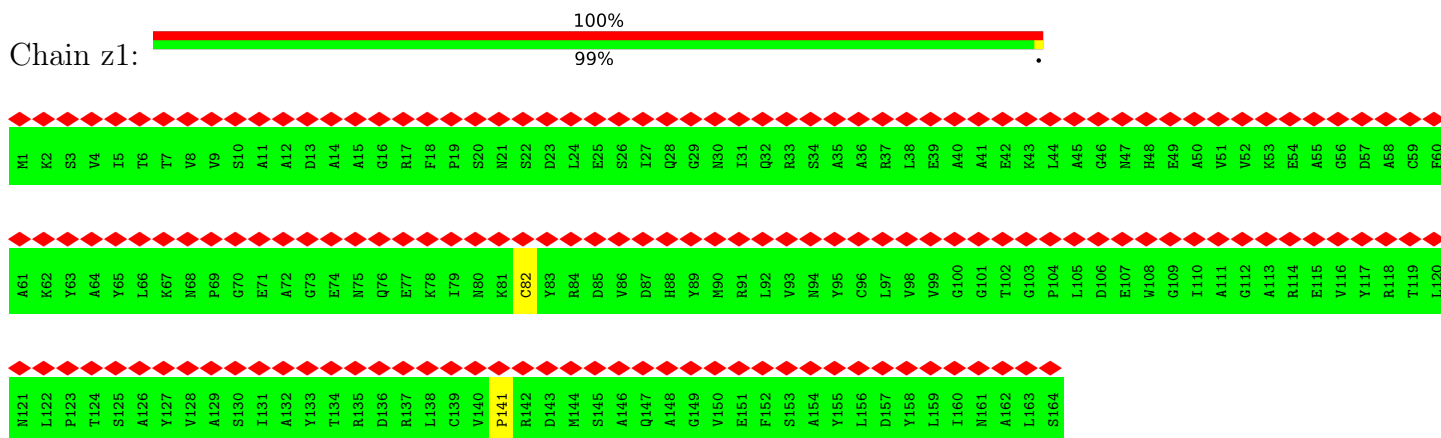 100%
Chain z1:
99%
.
M1 K2 S3 V4 I5 T6 T7 V8 V9 S10 A11 A12 D13 A14 A15 G16 R17 F18 P19 S20 N21 S22 D23 L24 E25 S26 I27 Q28 G29 N30 I31 Q32 R33 S34 A35 A36 R37 L38 E39 A40 A41 E42 K43 L44 A45 G46 N47 H48 E49 A50 V51 V52 K53 E54 A55 G56 D57 A58 C59 F60
A61 K62 Y63 A64 Y65 L66 K67 N68 P69 G70 E71 A72 G73 E74 N75 Q76 E77 K78 I79 N80 K81 C82 Y83 R84 D85 V86 D87 H88 Y89 M90 R91 L92 V93 N94 Y95 C96 L97 V98 V99 G100 G101 T102 G103 P104 L105 D106 E107 W108 G109 I110 A111 G112 A113 R114 E115 V116 Y117 R118 T119 L120
N121 L122 P123 T124 S125 A126 Y127 V128 A129 S130 I131 A132 Y133 T134 R135 D136 R137 L138 C139 V140 P141 R142 D143 M144 S145 A146 Q147 A148 G149 V150 E151 F152 S153 A154 Y155 L156 D157 Y158 L159 I160 N161 A162 L163 S164